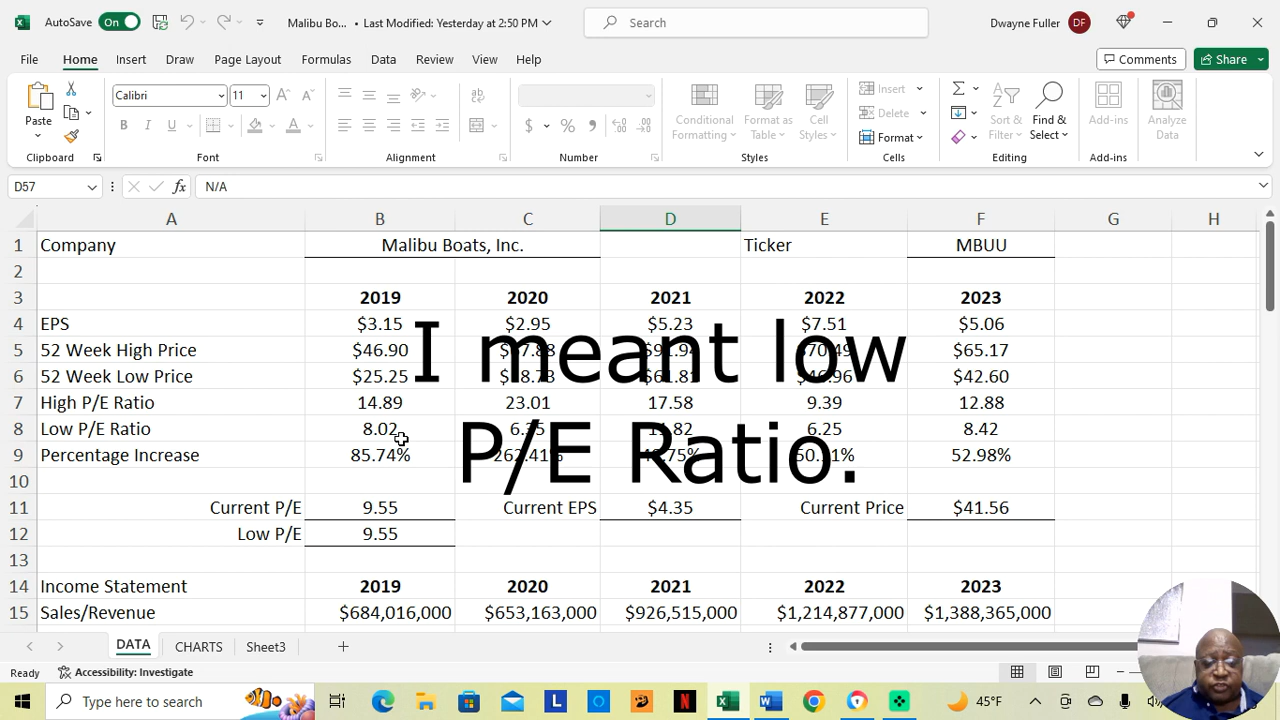 AutoSave On Malibu Bo... • Last Modified: Yesterday at 2:50 PM Search Dwayne Fuller DF
File Home Insert Draw Page Layout Formulas Data Review View Help Comments Share
Calibri 11 Insert
Paste Conditional Formatting Format as Table Cell Styles Delete Sort & Filter Find & Select Add-ins Analyze Data
Format
Clipboard Font Alignment Number Styles Cells Editing Add-ins
D57 fx N/A
A B C D E F G H
1 Company Malibu Boats, Inc. Ticker MBUU
2
3 2019 2020 2021 2022 2023
4 EPS $3.15 $2.95 $5.23 $7.51 $5.06
5 52 Week High Price $46.90 $65.17
6 52 Week Low Price $25.25 $42.60
7 High P/E Ratio 14.89 23.01 17.58 9.39 12.88
8 Low P/E Ratio 8.02 6.25 8.42
9 Percentage Increase 85.74% 52.98%
I meant low
P/E Ratio.
10
11 Current P/E 9.55 Current EPS $4.35 Current Price $41.56
12 Low P/E 9.55
13
14 Income Statement 2019 2020 2021 2022 2023
15 Sales/Revenue $684,016,000 $653,163,000 $926,515,000 $1,214,877,000 $1,388,365,000
DATA CHARTS Sheet3
Ready Accessibility: Investigate
Type here to search 45°F